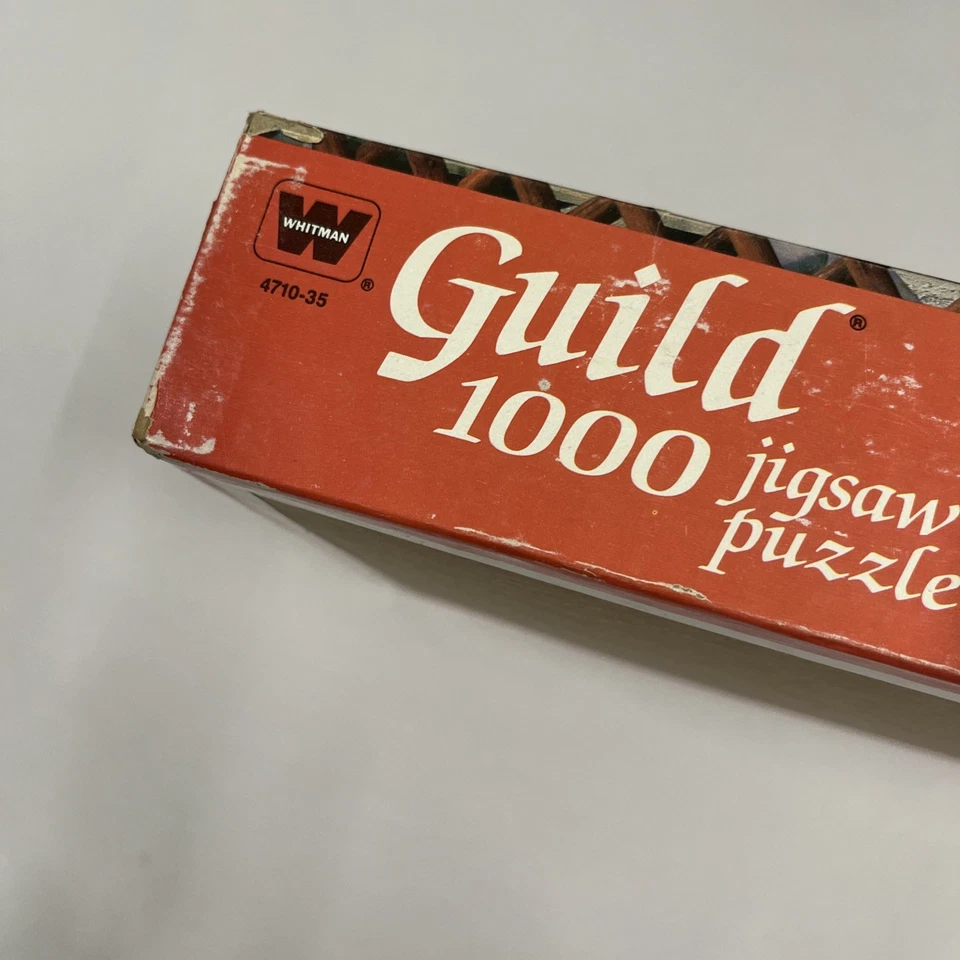 WHITMAN
®
4710-35
Guild®
1000 jigsaw
puzzle